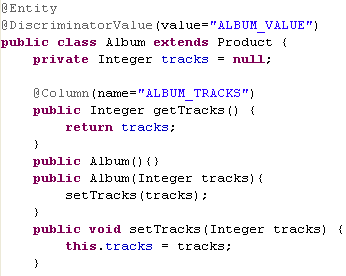 @Entity
@DiscriminatorValue(value="ALBUM_VALUE")
public class Album extends Product {
    private Integer tracks = null;

    @Column(name="ALBUM_TRACKS")
    public Integer getTracks() {
        return tracks;
    }
    public Album(){}
    public Album(Integer tracks){
        setTracks(tracks);
    }
    public void setTracks(Integer tracks) {
        this.tracks = tracks;
    }